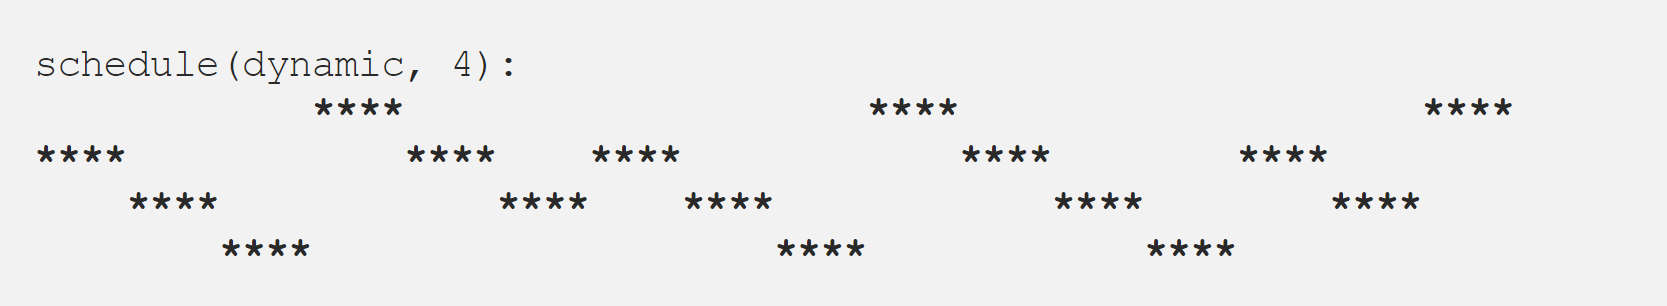 schedule(dynamic, 4):
            ****                    ****                    ****
****            ****    ****            ****        ****
    ****            ****    ****            ****        ****
        ****                    ****            ****